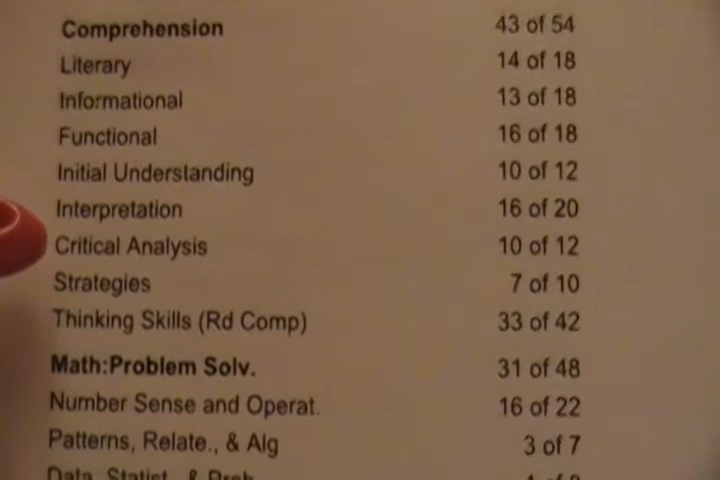 Comprehension 43 of 54
Literary 14 of 18
Informational 13 of 18
Functional 16 of 18
Initial Understanding 10 of 12
Interpretation 16 of 20
Critical Analysis 10 of 12
Strategies 7 of 10
Thinking Skills (Rd Comp) 33 of 42
Math:Problem Solv. 31 of 48
Number Sense and Operat. 16 of 22
Patterns, Relate., & Alg 3 of 7
Data, Statist., & Prob